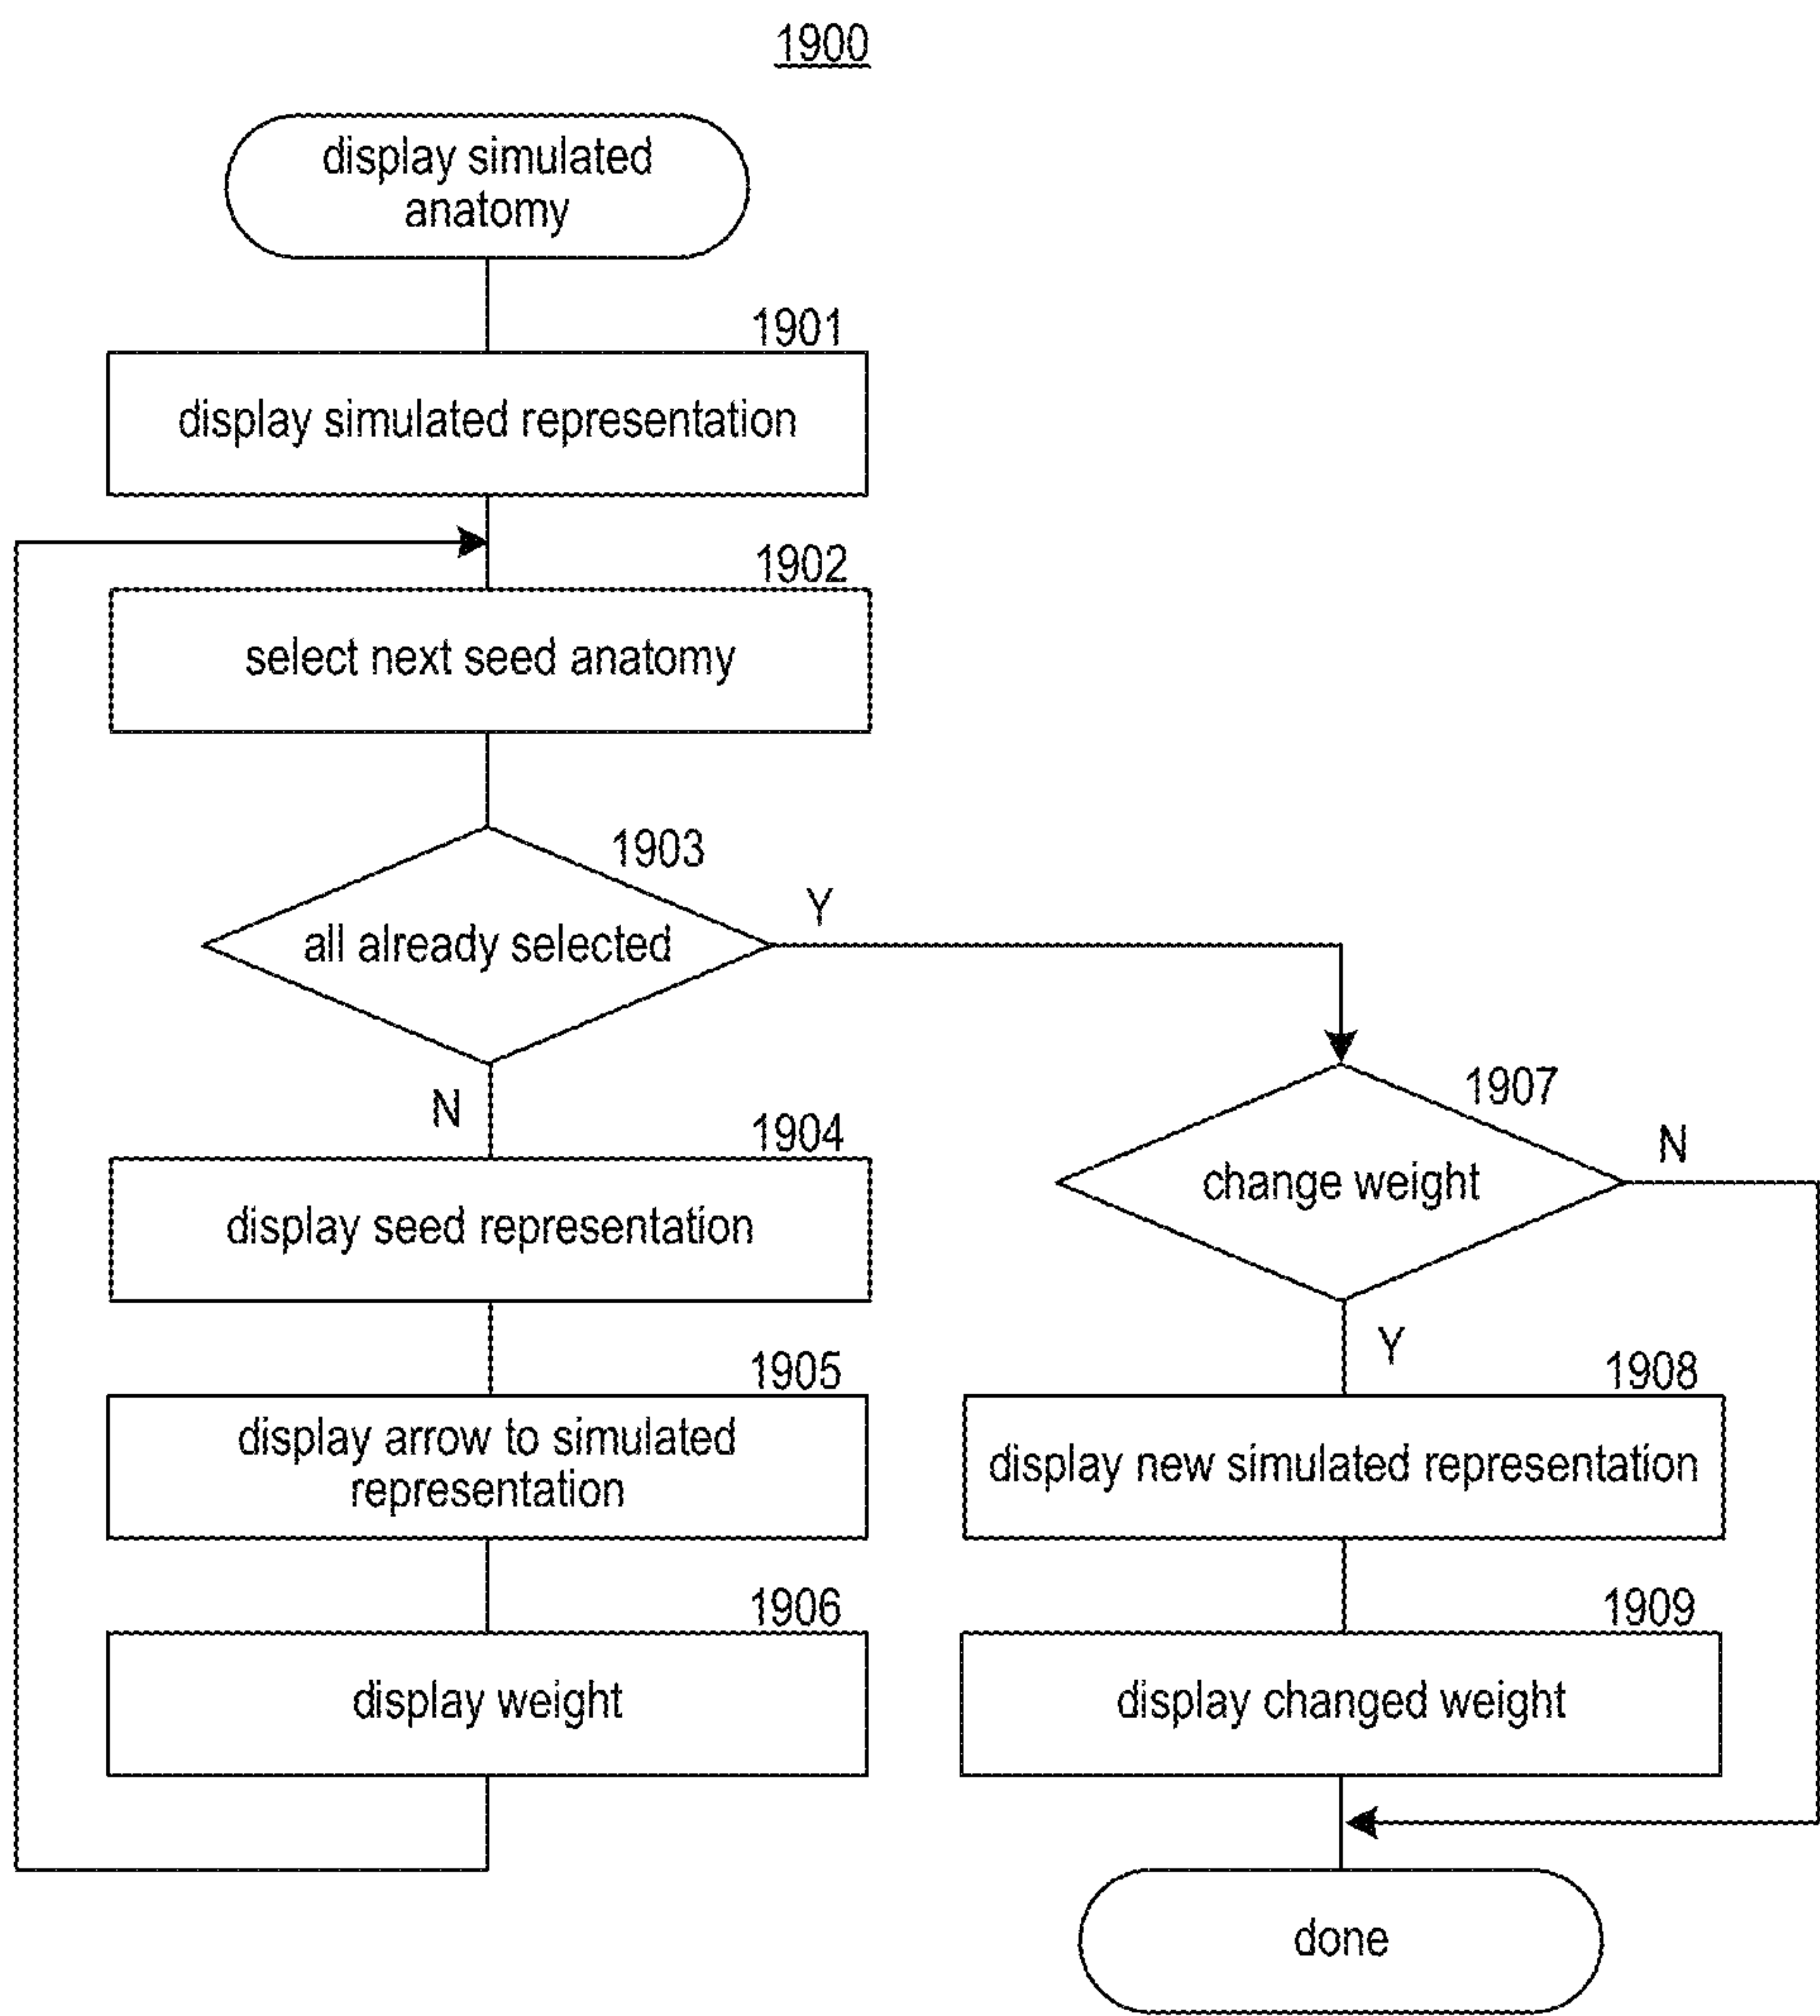 1900
display simulated
anatomy
1901
display simulated representation
1902
select next seed anatomy
1903
all already selected
Y
N
1904
display seed representation
1905
display arrow to simulated
representation
1906
display weight
1907
change weight
N
Y
1908
display new simulated representation
1909
display changed weight
done